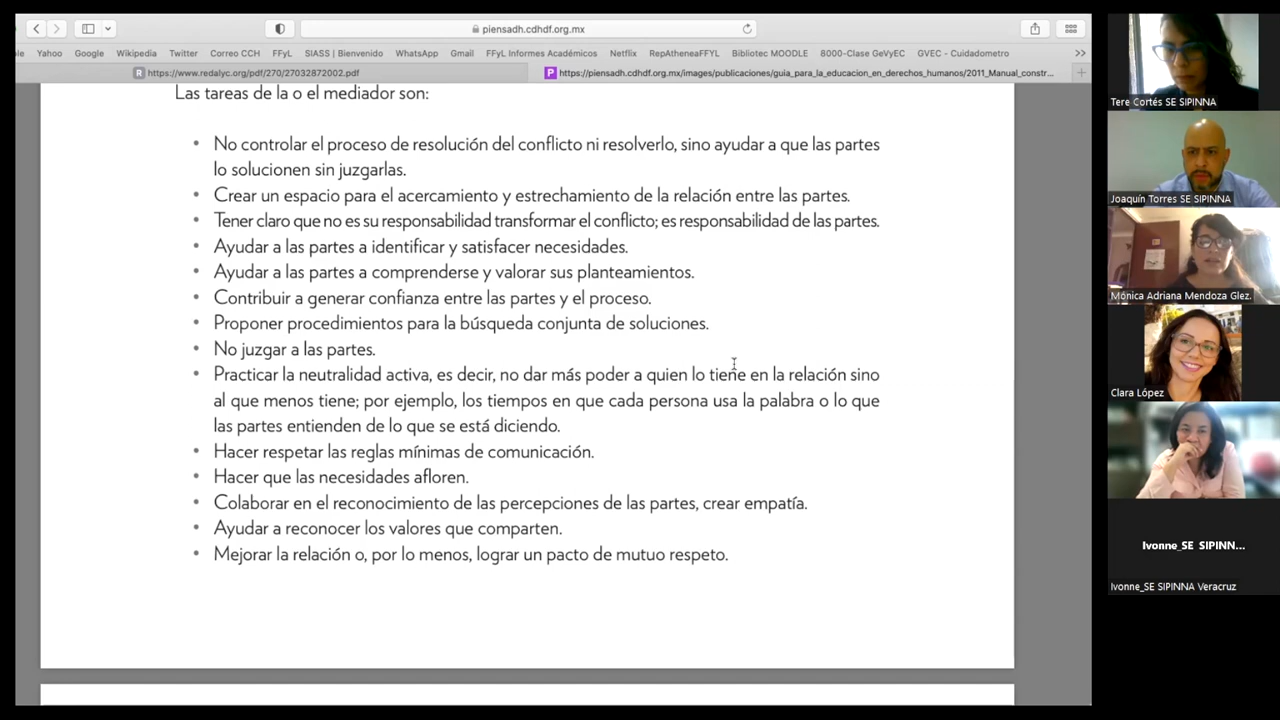 piensadh.cdhdf.org.mx
Yahoo Google Wikipedia Twitter Correo CCH FFyL SIASS | Bienvenido WhatsApp Gmail FFyL Informes Académicos Netflix RepAtheneaFFYL Bibliotec MOODLE 8000-Clase GeVyEC GVEC - Cuidadometro
https://www.redalyc.org/pdf/270/27032872002.pdf
https://piensadh.cdhdf.org.mx/images/publicaciones/guia_para_la_educacion_en_derechos_humanos/2011_Manual_constr...
Las tareas de la o el mediador son:
• No controlar el proceso de resolución del conflicto ni resolverlo, sino ayudar a que las partes
lo solucionen sin juzgarlas.
• Crear un espacio para el acercamiento y estrechamiento de la relación entre las partes.
• Tener claro que no es su responsabilidad transformar el conflicto; es responsabilidad de las partes.
• Ayudar a las partes a identificar y satisfacer necesidades.
• Ayudar a las partes a comprenderse y valorar sus planteamientos.
• Contribuir a generar confianza entre las partes y el proceso.
• Proponer procedimientos para la búsqueda conjunta de soluciones.
• No juzgar a las partes.
• Practicar la neutralidad activa, es decir, no dar más poder a quien lo tiene en la relación sino
al que menos tiene; por ejemplo, los tiempos en que cada persona usa la palabra o lo que
las partes entienden de lo que se está diciendo.
• Hacer respetar las reglas mínimas de comunicación.
• Hacer que las necesidades afloren.
• Colaborar en el reconocimiento de las percepciones de las partes, crear empatía.
• Ayudar a reconocer los valores que comparten.
• Mejorar la relación o, por lo menos, lograr un pacto de mutuo respeto.
Tere Cortés SE SIPINNA
Joaquín Torres SE SIPINNA
Mónica Adriana Mendoza Glez.
Clara López
Ivonne_SE SIPINN...
Ivonne_SE SIPINNA Veracruz